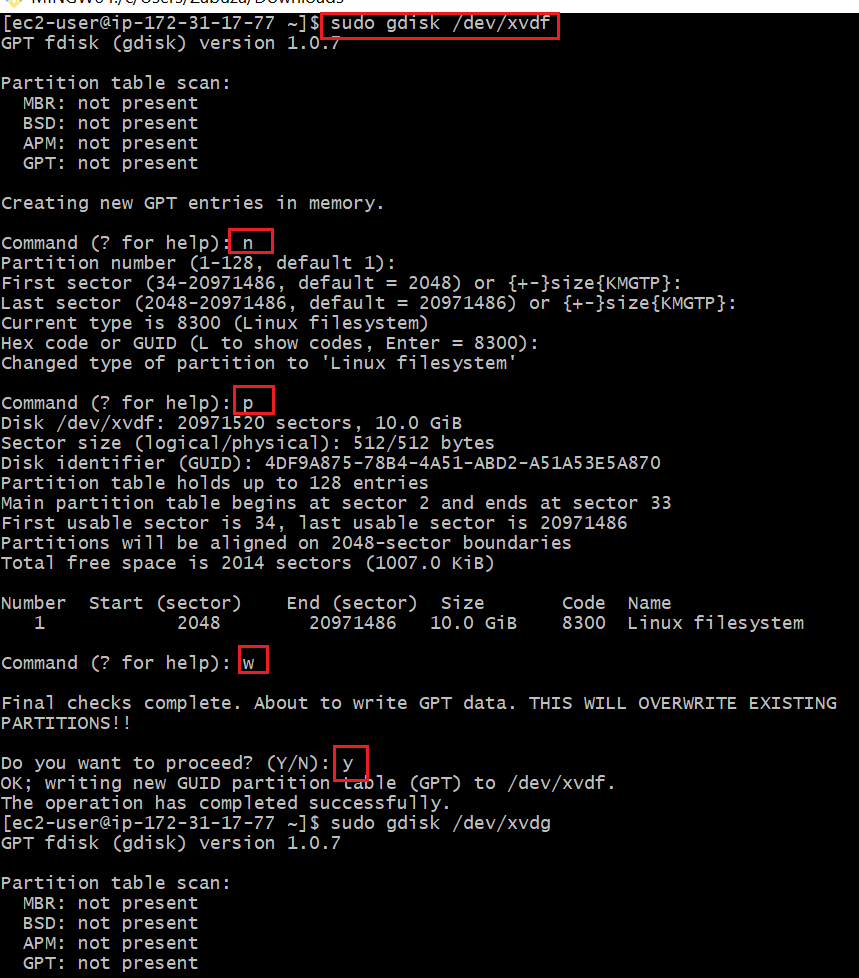 [ec2-user@ip-172-31-17-77 ~]$ sudo gdisk /dev/xvdf
GPT fdisk (gdisk) version 1.0.7

Partition table scan:
  MBR: not present
  BSD: not present
  APM: not present
  GPT: not present

Creating new GPT entries in memory.

Command (? for help): n
Partition number (1-128, default 1):
First sector (34-20971486, default = 2048) or {+-}size{KMGTP}:
Last sector (2048-20971486, default = 20971486) or {+-}size{KMGTP}:
Current type is 8300 (Linux filesystem)
Hex code or GUID (L to show codes, Enter = 8300):
Changed type of partition to 'Linux filesystem'

Command (? for help): p
Disk /dev/xvdf: 20971520 sectors, 10.0 GiB
Sector size (logical/physical): 512/512 bytes
Disk identifier (GUID): 4DF9A875-78B4-4A51-ABD2-A51A53E5A870
Partition table holds up to 128 entries
Main partition table begins at sector 2 and ends at sector 33
First usable sector is 34, last usable sector is 20971486
Partitions will be aligned on 2048-sector boundaries
Total free space is 2014 sectors (1007.0 KiB)

Number  Start (sector)    End (sector)  Size       Code  Name
   1            2048        20971486   10.0 GiB    8300  Linux filesystem

Command (? for help): w

Final checks complete. About to write GPT data. THIS WILL OVERWRITE EXISTING
PARTITIONS!!

Do you want to proceed? (Y/N): y
OK; writing new GUID partition table (GPT) to /dev/xvdf.
The operation has completed successfully.
[ec2-user@ip-172-31-17-77 ~]$ sudo gdisk /dev/xvdg
GPT fdisk (gdisk) version 1.0.7

Partition table scan:
  MBR: not present
  BSD: not present
  APM: not present
  GPT: not present